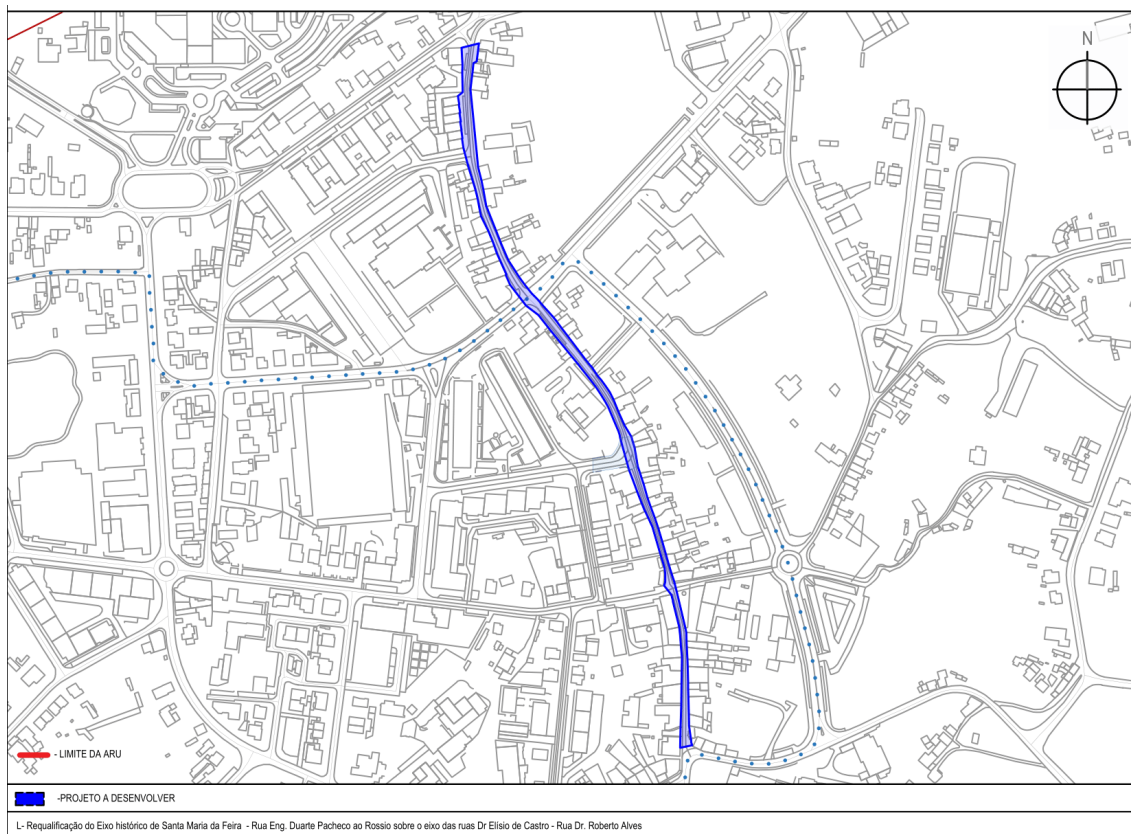 N
- LIMITE DA ARU
-PROJETO A DESENVOLVER
L- Requalificação do Eixo histórico de Santa Maria da Feira - Rua Eng. Duarte Pacheco ao Rossio sobre o eixo das ruas Dr Elísio de Castro - Rua Dr. Roberto Alves